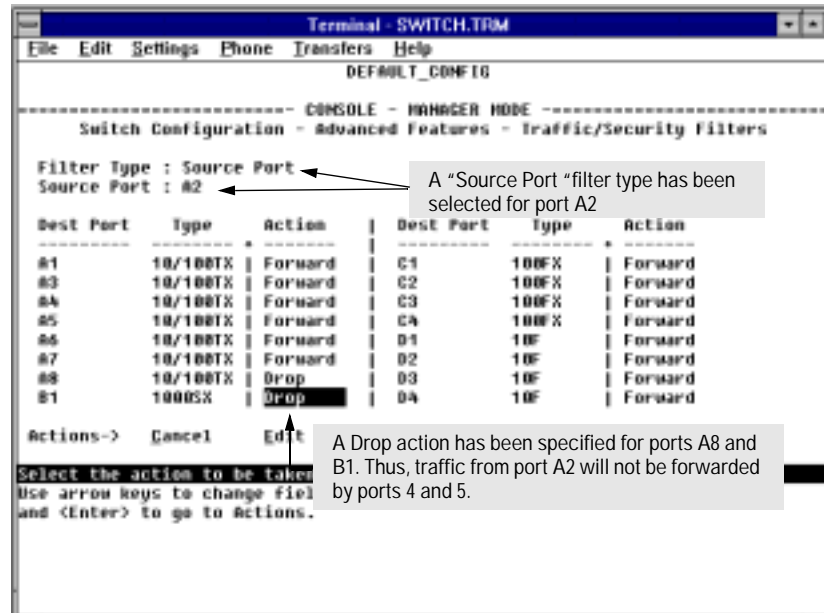 Terminal - SWITCH.TRM
File Edit Settings Phone Transfers Help
DEFAULT_CONFIG
---------------------------- CONSOLE - MANAGER MODE ----------------------------
Switch Configuration - Advanced Features - Traffic/Security Filters
Filter Type : Source Port
Source Port : A2
A "Source Port "filter type has been
selected for port A2
Dest Port Type Action | Dest Port Type Action
--------- -------- + ------- | --------- -------- + -------
A1 10/100TX | Forward | C1 100FX | Forward
A3 10/100TX | Forward | C2 100FX | Forward
A4 10/100TX | Forward | C3 100FX | Forward
A5 10/100TX | Forward | C4 100FX | Forward
A6 10/100TX | Forward | D1 10F | Forward
A7 10/100TX | Forward | D2 10F | Forward
A8 10/100TX | Drop | D3 10F | Forward
B1 1000SX | Drop | D4 10F | Forward
Actions-> Cancel Edit
A Drop action has been specified for ports A8 and
B1. Thus, traffic from port A2 will not be forwarded
by ports 4 and 5.
Select the action to be taken
Use arrow keys to change fiel
and <Enter> to go to Actions.